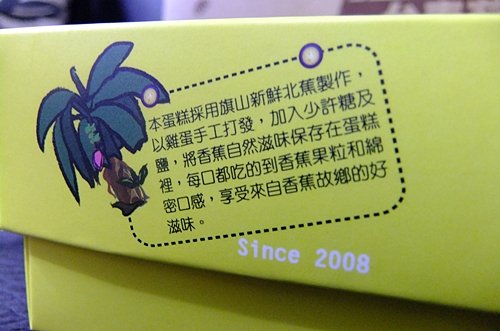 本蛋糕採用旗山新鮮北蕉製作，
以雞蛋手工打發，加入少許糖及
鹽，將香蕉自然滋味保存在蛋糕
裡，每口都吃的到香蕉果粒和綿
密口感，享受來自香蕉故鄉的好
滋味。
Since 2008